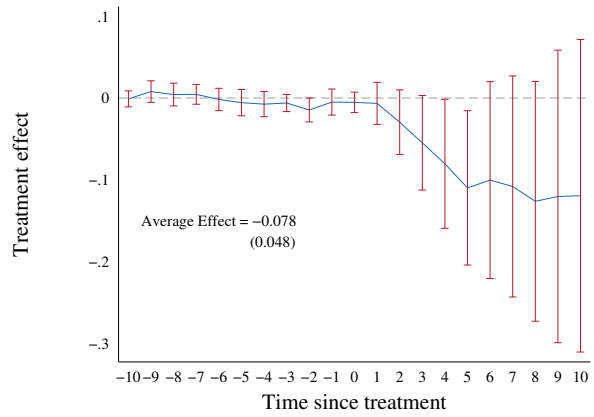 .1
0
−.1
−.2
−.3
Treatment effect
Average Effect = −0.078
(0.048)
−10 −9 −8 −7 −6 −5 −4 −3 −2 −1 0 1 2 3 4 5 6 7 8 9 10
Time since treatment